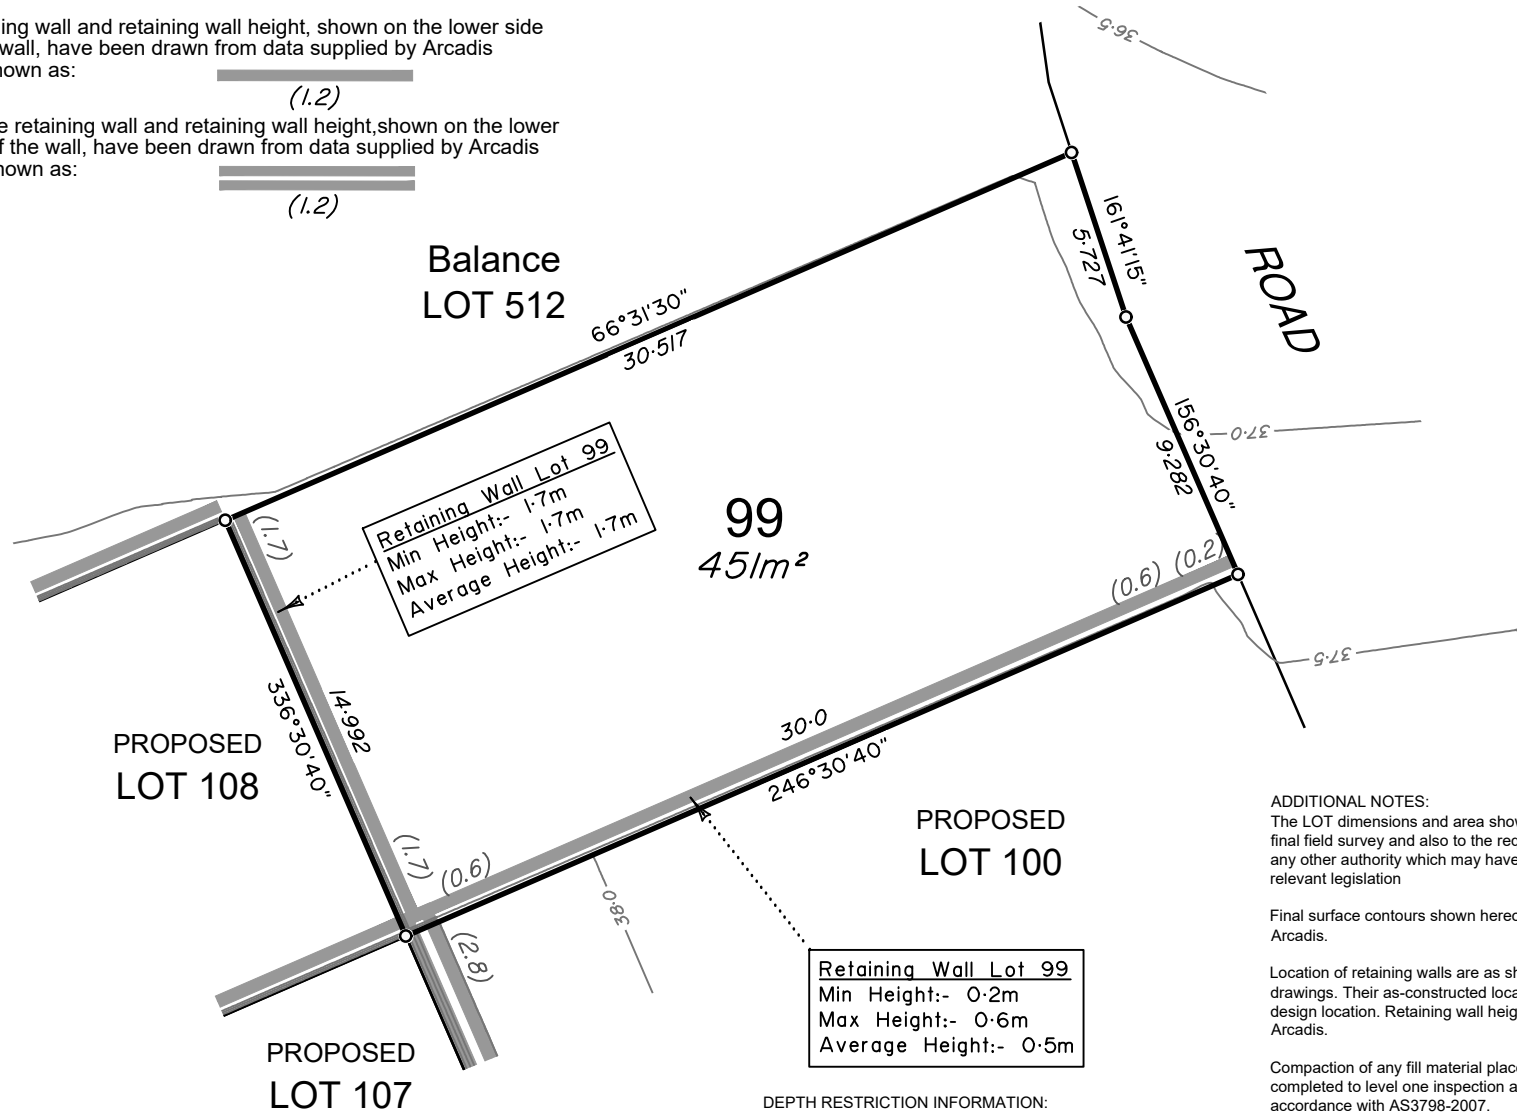 ing wall and retaining wall height, shown on the lower side
wall, have been drawn from data supplied by Arcadis
nown as:
(1.2)
e retaining wall and retaining wall height,shown on the lower
f the wall, have been drawn from data supplied by Arcadis
nown as:
(1.2)
36·5
Balance
LOT 512
66°31'30"
30·517
161°41'15"
5·727
ROAD
37·0
156°30'40"
9·282
Retaining Wall Lot 99
Min Height:- 1·7m
Max Height:- 1·7m
Average Height:- 1·7m
(1.7)
99
451m²
(0.6)
(0.2)
37·5
336°30'40"
14·992
PROPOSED
LOT 108
30·0
246°30'40"
PROPOSED
LOT 100
(1.7)
(0.6)
(2.8)
38·0
Retaining Wall Lot 99
Min Height:- 0·2m
Max Height:- 0·6m
Average Height:- 0·5m
PROPOSED
LOT 107
DEPTH RESTRICTION INFORMATION:
ADDITIONAL NOTES:
The LOT dimensions and area show
final field survey and also to the rec
any other authority which may have
relevant legislation
Final surface contours shown hereo
Arcadis.
Location of retaining walls are as sh
drawings. Their as-constructed loca
design location. Retaining wall heig
Arcadis.
Compaction of any fill material place
completed to level one inspection a
accordance with AS3798-2007.